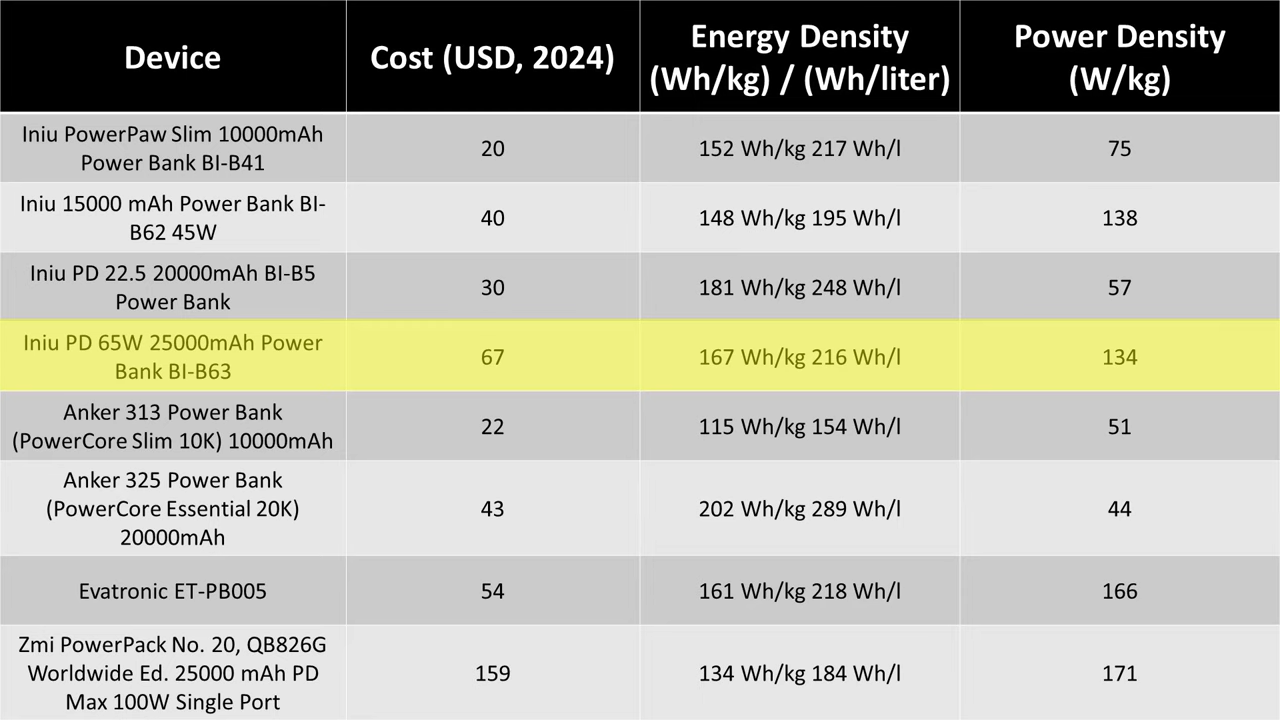 Device
Cost (USD, 2024)
Energy Density
(Wh/kg) / (Wh/liter)
Power Density
(W/kg)
Iniu PowerPaw Slim 10000mAh
Power Bank BI-B41
20
152 Wh/kg 217 Wh/l
75
Iniu 15000 mAh Power Bank BI-
B62 45W
40
148 Wh/kg 195 Wh/l
138
Iniu PD 22.5 20000mAh BI-B5
Power Bank
30
181 Wh/kg 248 Wh/l
57
Iniu PD 65W 25000mAh Power
Bank BI-B63
67
167 Wh/kg 216 Wh/l
134
Anker 313 Power Bank
(PowerCore Slim 10K) 10000mAh
22
115 Wh/kg 154 Wh/l
51
Anker 325 Power Bank
(PowerCore Essential 20K)
20000mAh
43
202 Wh/kg 289 Wh/l
44
Evatronic ET-PB005
54
161 Wh/kg 218 Wh/l
166
Zmi PowerPack No. 20, QB826G
Worldwide Ed. 25000 mAh PD
Max 100W Single Port
159
134 Wh/kg 184 Wh/l
171